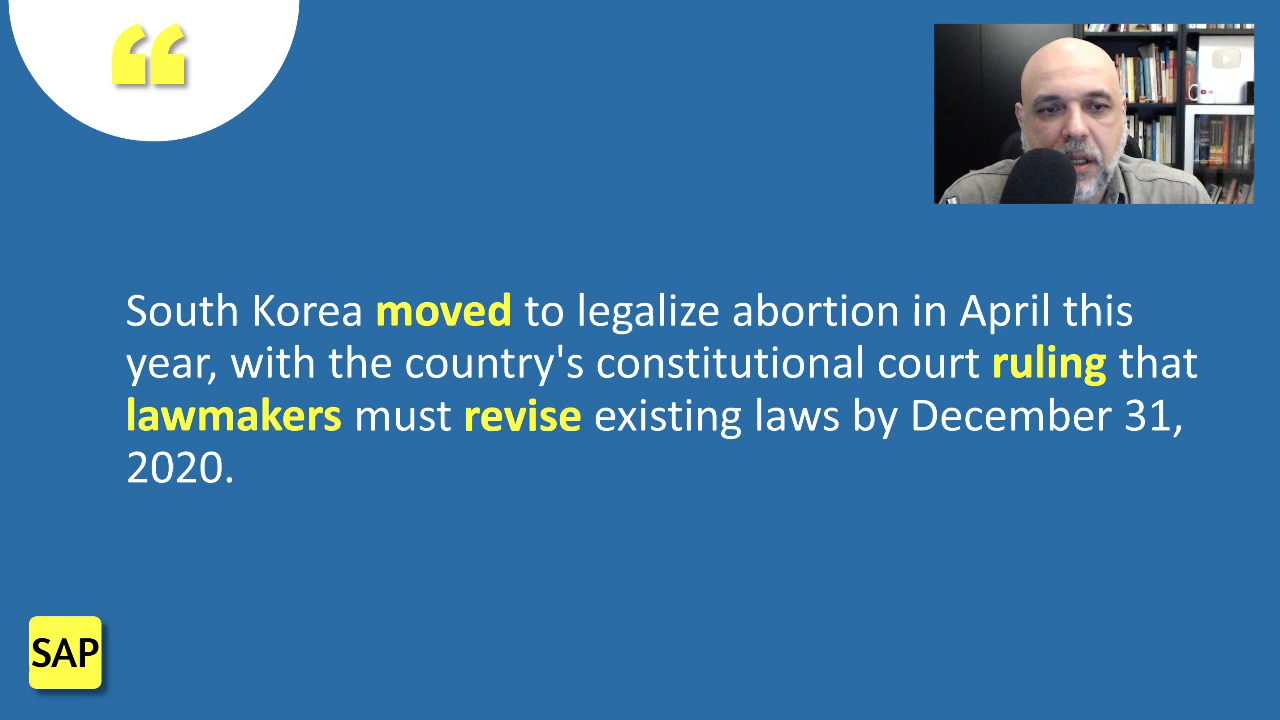 “
South Korea moved to legalize abortion in April this
year, with the country's constitutional court ruling that
lawmakers must revise existing laws by December 31,
2020.
SAP